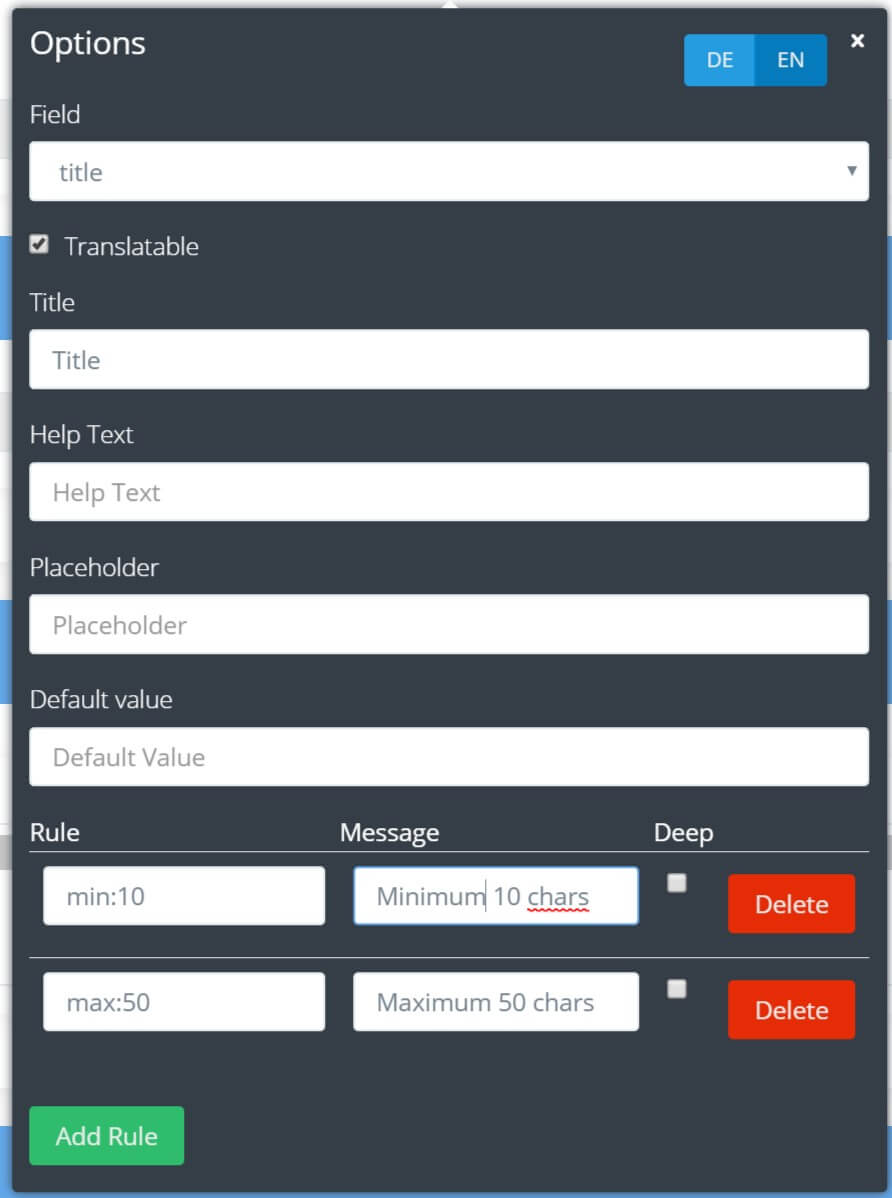 Options
DE EN
x
Field
title
Translatable
Title
Title
Help Text
Help Text
Placeholder
Placeholder
Default value
Default Value
Rule Message Deep
min:10 Minimum 10 chars Delete
max:50 Maximum 50 chars Delete
Add Rule